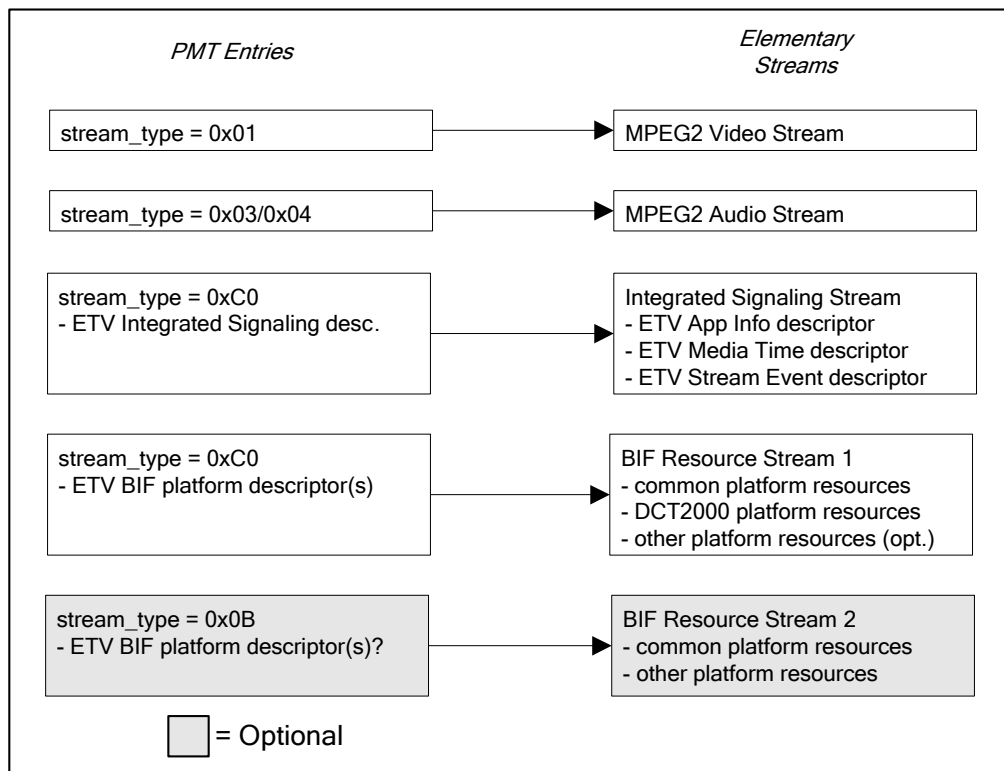 PMT Entries
Elementary
Streams
stream_type = 0x01
MPEG2 Video Stream
stream_type = 0x03/0x04
MPEG2 Audio Stream
stream_type = 0xC0
- ETV Integrated Signaling desc.
Integrated Signaling Stream
- ETV App Info descriptor
- ETV Media Time descriptor
- ETV Stream Event descriptor
stream_type = 0xC0
- ETV BIF platform descriptor(s)
BIF Resource Stream 1
- common platform resources
- DCT2000 platform resources
- other platform resources (opt.)
stream_type = 0x0B
- ETV BIF platform descriptor(s)?
BIF Resource Stream 2
- common platform resources
- other platform resources
= Optional